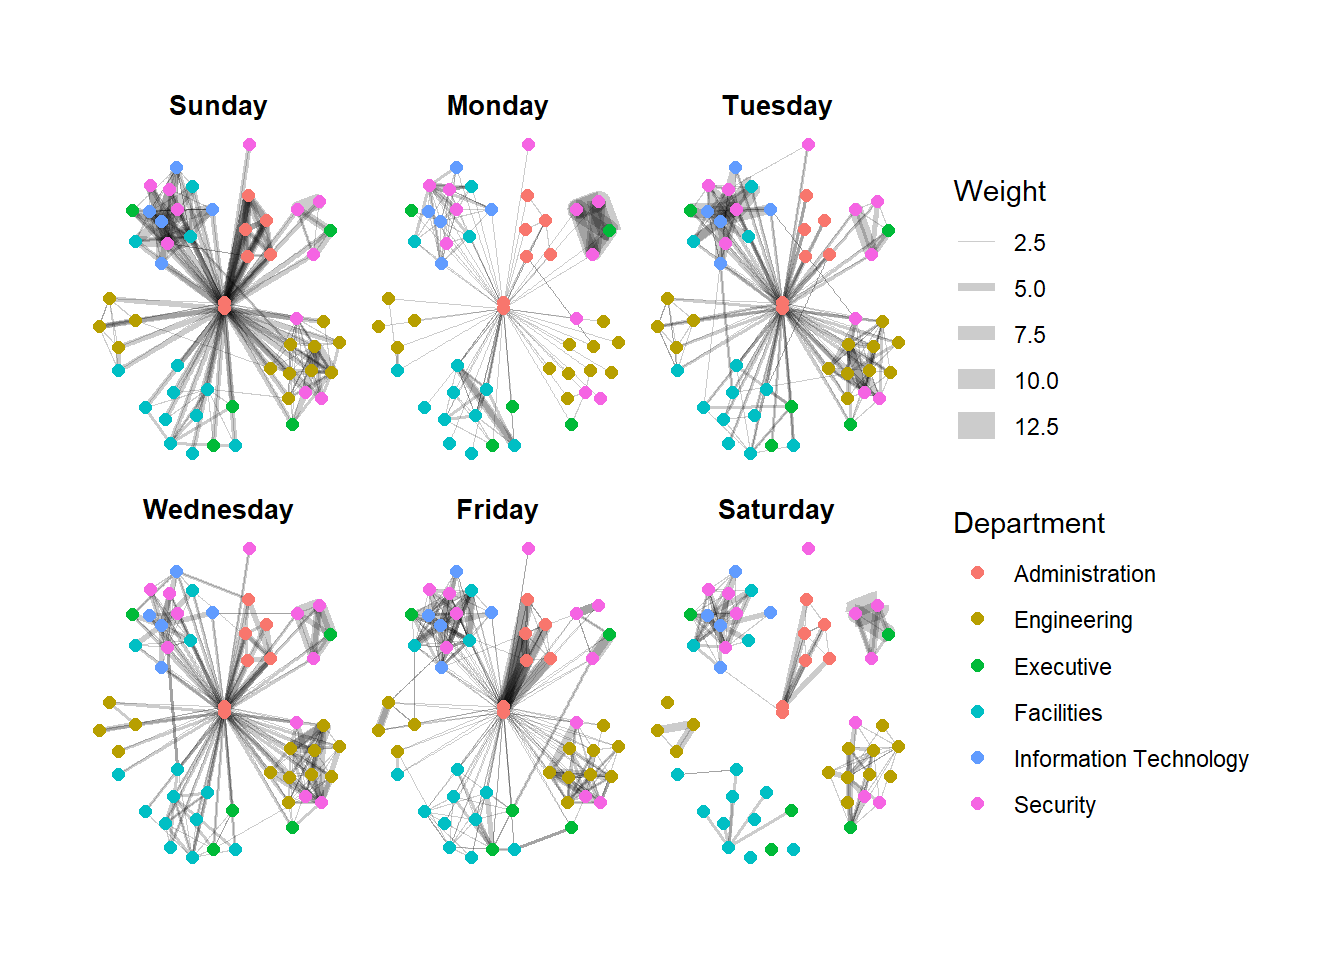 Sunday
Monday
Tuesday
Wednesday
Friday
Saturday
Weight
2.5
5.0
7.5
10.0
12.5
Department
Administration
Engineering
Executive
Facilities
Information Technology
Security